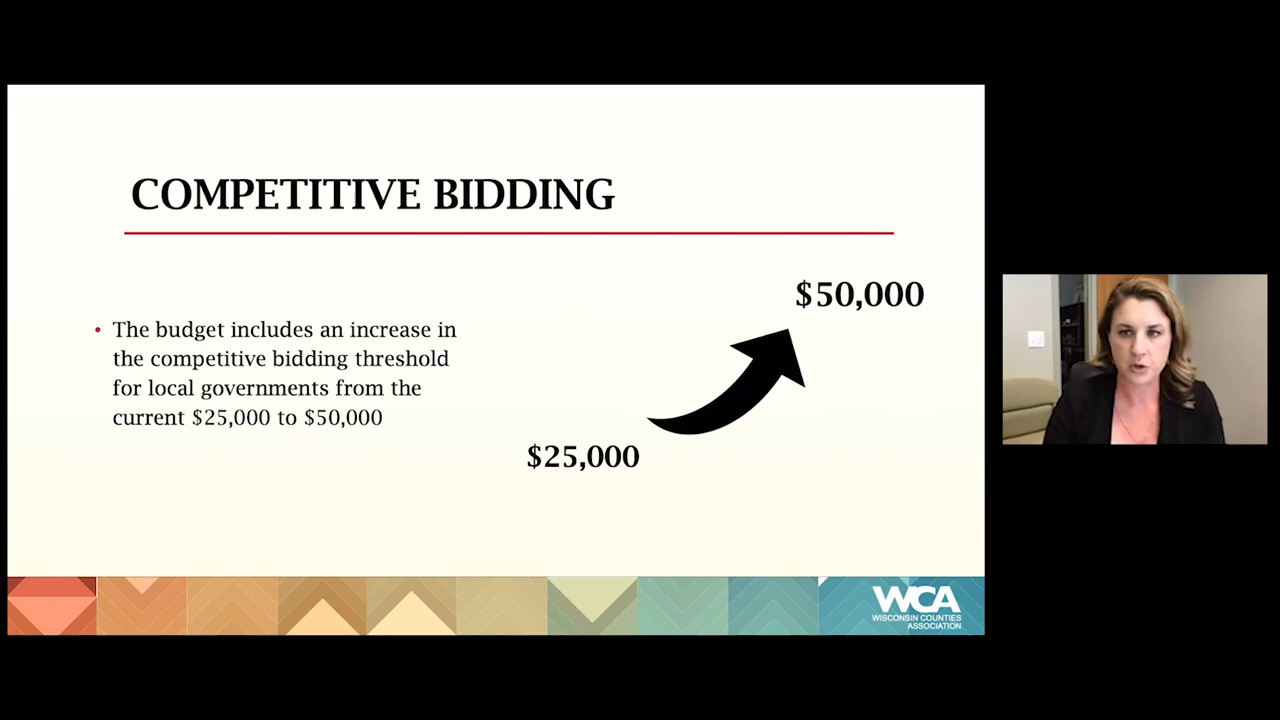 COMPETITIVE BIDDING
• The budget includes an increase in
the competitive bidding threshold
for local governments from the
current $25,000 to $50,000
$50,000
$25,000
WCA
WISCONSIN COUNTIES
ASSOCIATION